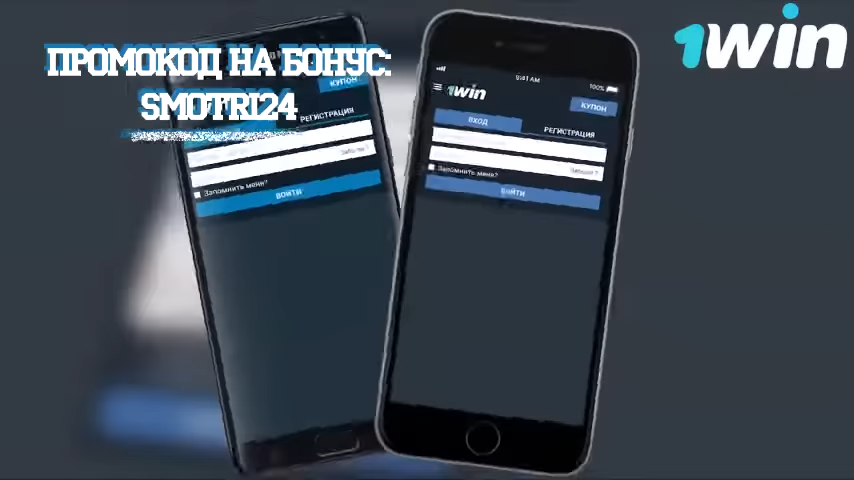 ПРОМОКОД НА БОНУС:
SMOTRI24
1win
КУПОН
РЕГИСТРАЦИЯ
Забыли ?
Запомнить меня?
ВОЙТИ
9:41 AM
100%
1win
КУПОН
ВХОД
РЕГИСТРАЦИЯ
Забыли ?
Запомнить меня?
ВОЙТИ